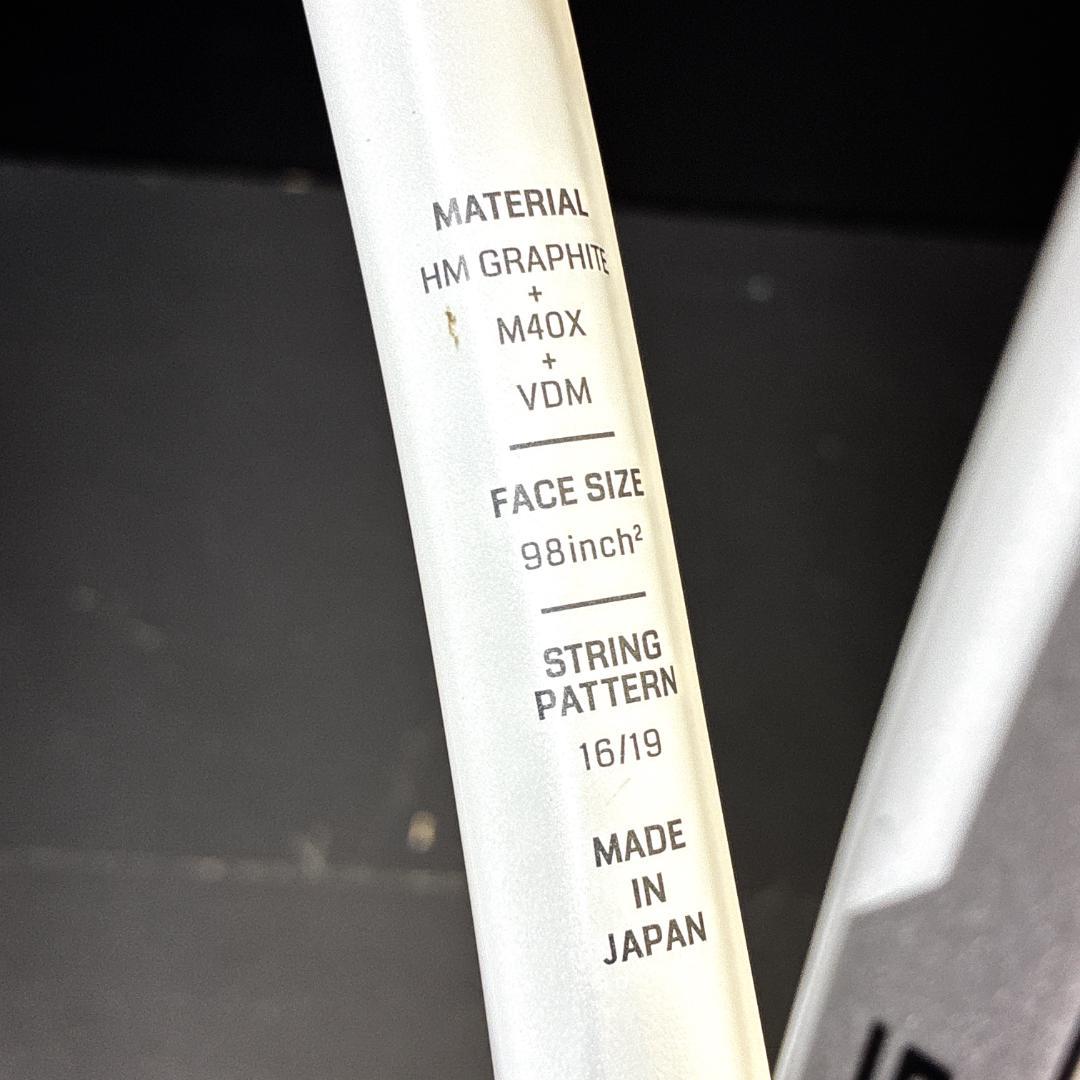 MATERIAL
HM GRAPHITE
+
M40X
+
VDM
FACE SIZE
98inch²
STRING
PATTERN
16/19
MADE
IN
JAPAN